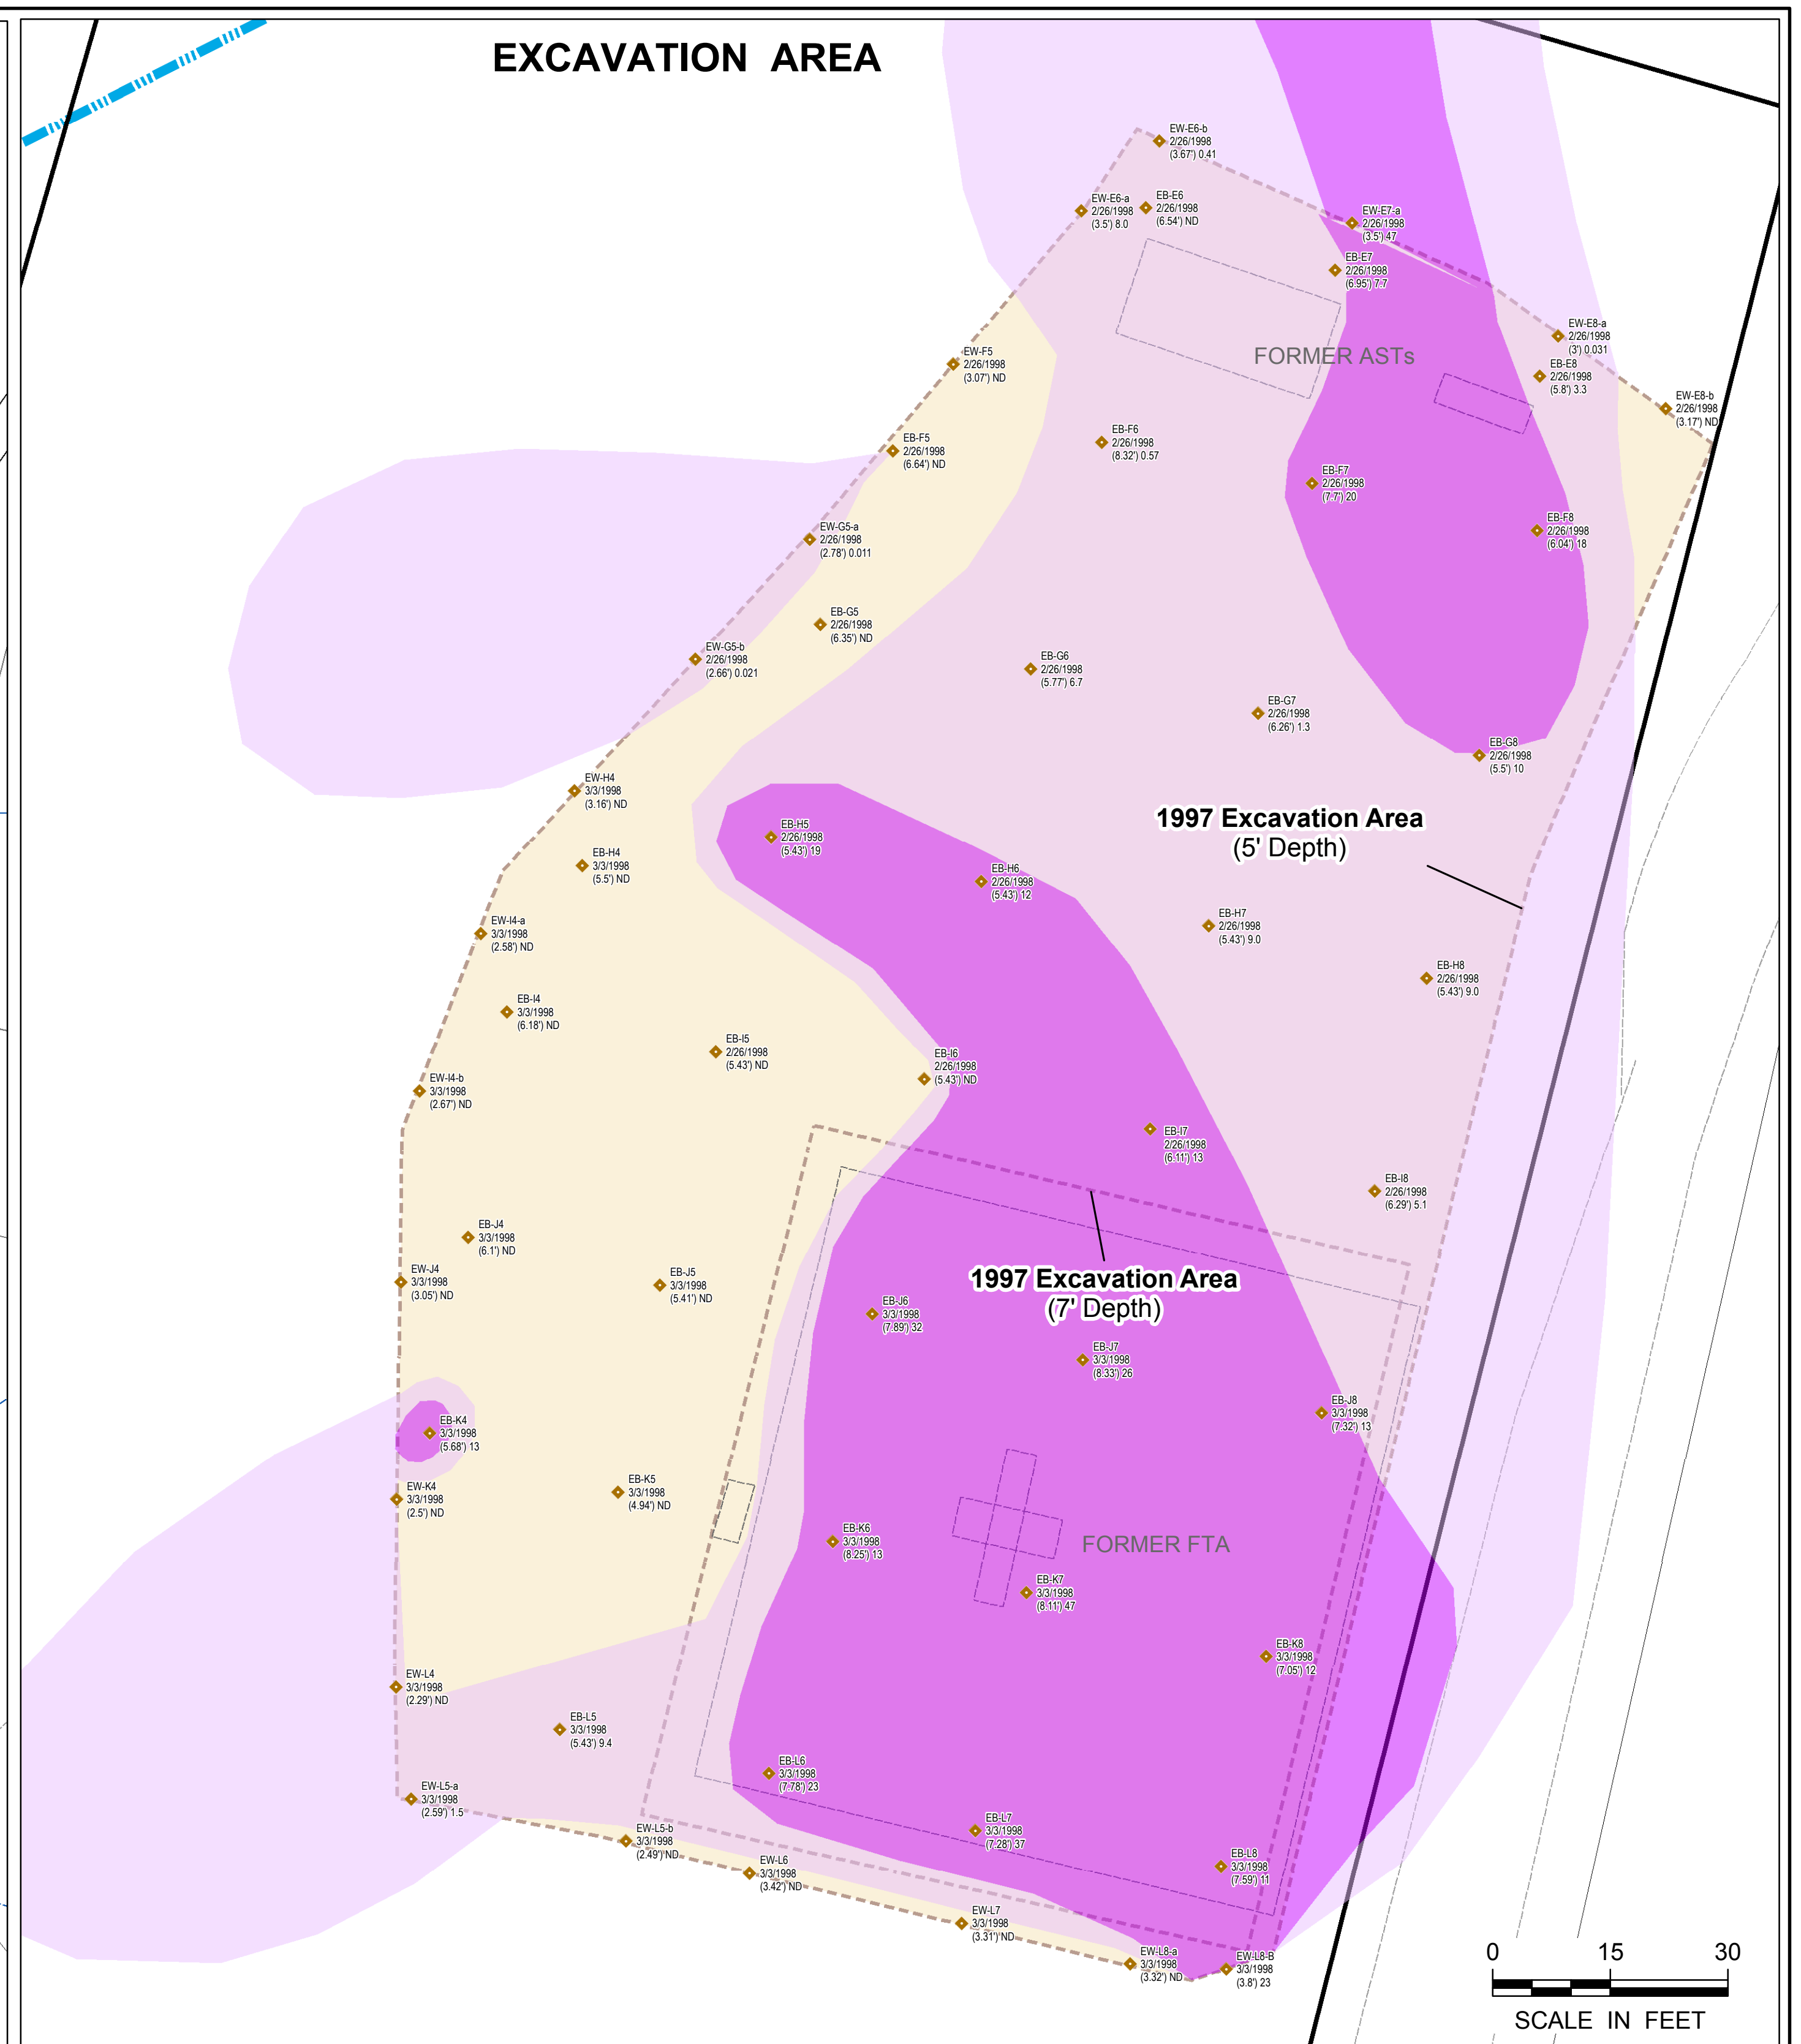 EXCAVATION AREA
EW-E6-b
2/26/1998
(3.67') 0.41
EW-E6-a
2/26/1998
(3.5') 8.0
EB-E6
2/26/1998
(6.54') ND
EW-E7-a
2/26/1998
(3.5') 47
EB-E7
2/26/1998
(6.95') 7.7
EW-E8-a
2/26/1998
(3') 0.031
FORMER ASTs
EW-F5
2/26/1998
(3.07') ND
EB-E8
2/26/1998
(5.8') 3.3
EW-E8-b
2/26/1998
(3.17') ND
EB-F5
2/26/1998
(6.64') ND
EB-F6
2/26/1998
(8.32') 0.57
EB-F7
2/26/1998
(7.7') 20
EB-F8
2/26/1998
(6.04') 18
EW-G5-a
2/26/1998
(2.78') 0.011
EB-G5
2/26/1998
(6.35') ND
EW-G5-b
2/26/1998
(2.66') 0.021
EB-G6
2/26/1998
(5.77') 6.7
EB-G7
2/26/1998
(6.26') 1.3
EB-G8
2/26/1998
(5.5') 10
EW-H4
3/3/1998
(3.16') ND
1997 Excavation Area
(5' Depth)
EB-H5
2/26/1998
(5.43') 19
EB-H4
3/3/1998
(5.5') ND
EB-H6
2/26/1998
(5.43') 12
EW-I4-a
3/3/1998
(2.58') ND
EB-H7
2/26/1998
(5.43') 9.0
EB-H8
2/26/1998
(5.43') 9.0
EB-I4
3/3/1998
(6.18') ND
EB-I5
2/26/1998
(5.43') ND
EB-I6
2/26/1998
(5.43') ND
EW-I4-b
3/3/1998
(2.67') ND
EB-I7
2/26/1998
(6.11') 13
EB-I8
2/26/1998
(6.29') 5.1
EB-J4
3/3/1998
(6.1') ND
EW-J4
3/3/1998
(3.05') ND
EB-J5
3/3/1998
(5.41') ND
1997 Excavation Area
(7' Depth)
EB-J6
3/3/1998
(7.89') 32
EB-J7
3/3/1998
(8.33') 26
EB-J8
3/3/1998
(7.32') 13
EB-K4
3/3/1998
(5.68') 13
EW-K4
3/3/1998
(2.5') ND
EB-K5
3/3/1998
(4.94') ND
EB-K6
3/3/1998
(8.25') 13
FORMER FTA
EB-K7
3/3/1998
(8.11') 47
EB-K8
3/3/1998
(7.05') 12
EW-L4
3/3/1998
(2.29') ND
EB-L5
3/3/1998
(5.43') 9.4
EB-L6
3/3/1998
(7.78') 23
EW-L5-a
3/3/1998
(2.59') 1.5
EB-L7
3/3/1998
(7.28') 37
EW-L5-b
3/3/1998
(2.49') ND
EW-L6
3/3/1998
(3.42') ND
EB-L8
3/3/1998
(7.59') 11
EW-L7
3/3/1998
(3.31') ND
EW-L8-a
3/3/1998
(3.32') ND
EW-L8-B
3/3/1998
(3.8') 23
0 15 30
SCALE IN FEET